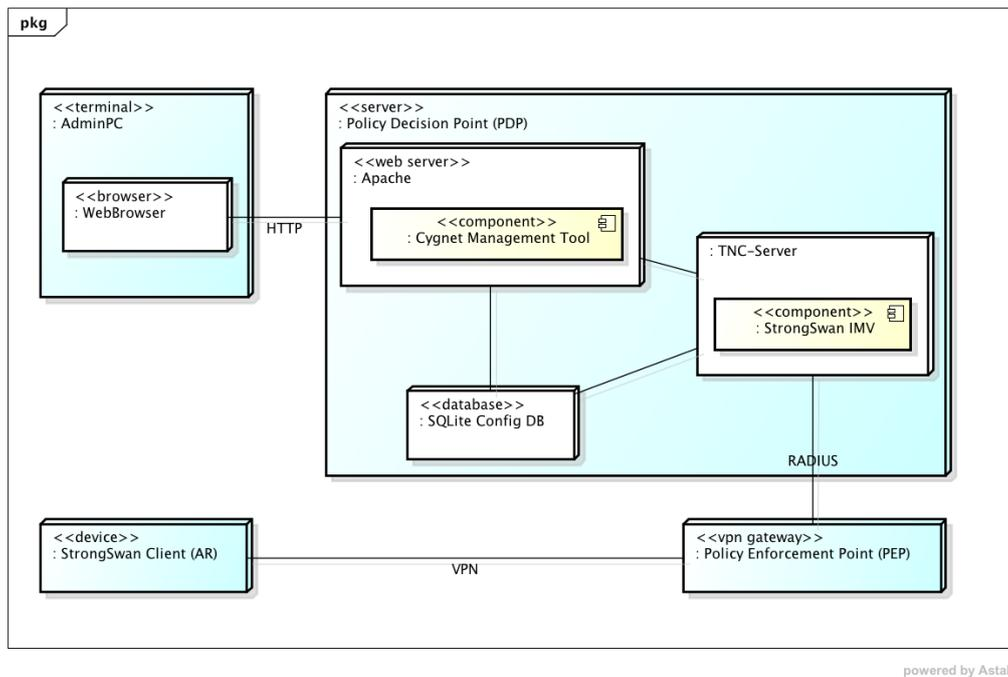 pkg
<<terminal>>
: AdminPC
<<browser>>
: WebBrowser
HTTP
<<server>>
: Policy Decision Point (PDP)
<<web server>>
: Apache
<<component>>
: Cygnet Management Tool
: TNC-Server
<<component>>
: StrongSwan IMV
<<database>>
: SQLite Config DB
RADIUS
<<device>>
: StrongSwan Client (AR)
VPN
<<vpn gateway>>
: Policy Enforcement Point (PEP)
powered by Asta